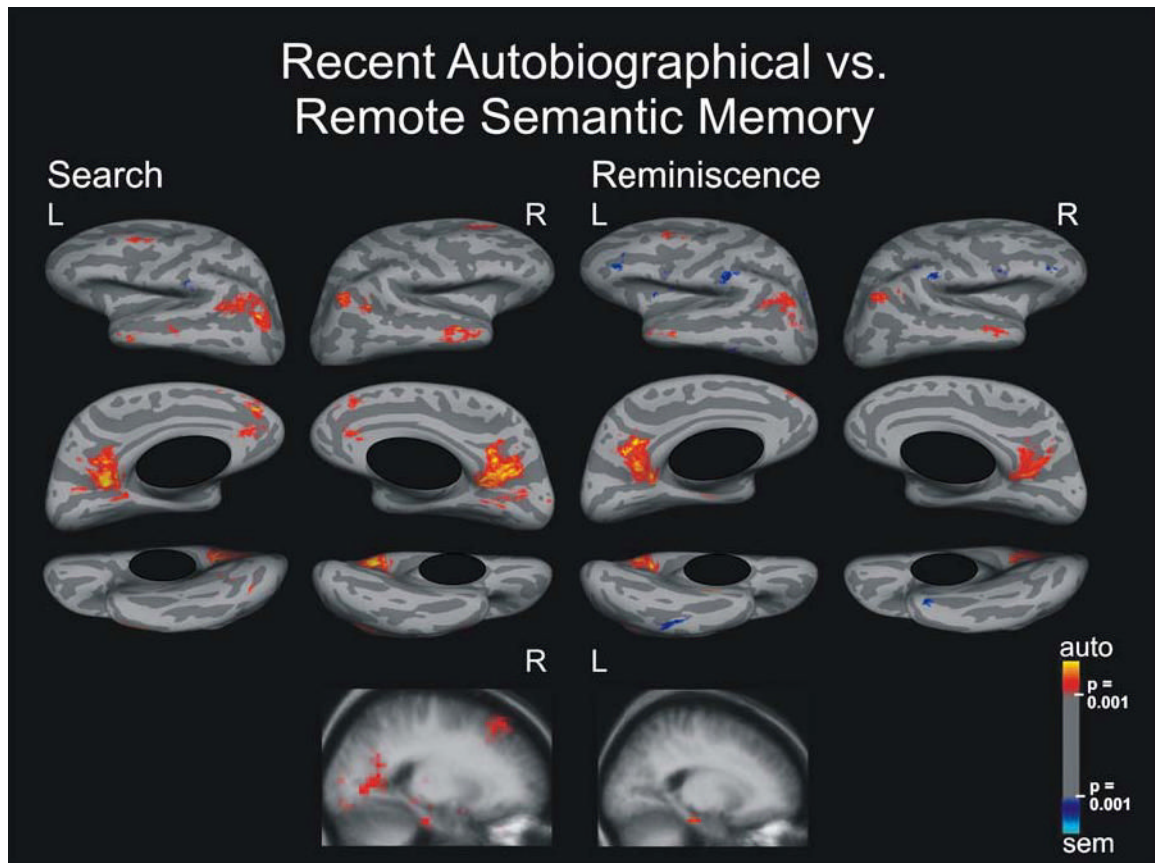 Recent Autobiographical vs.
Remote Semantic Memory
Search
Reminiscence
L
R
L
R
R
L
auto
p =
0.001
p =
0.001
sem